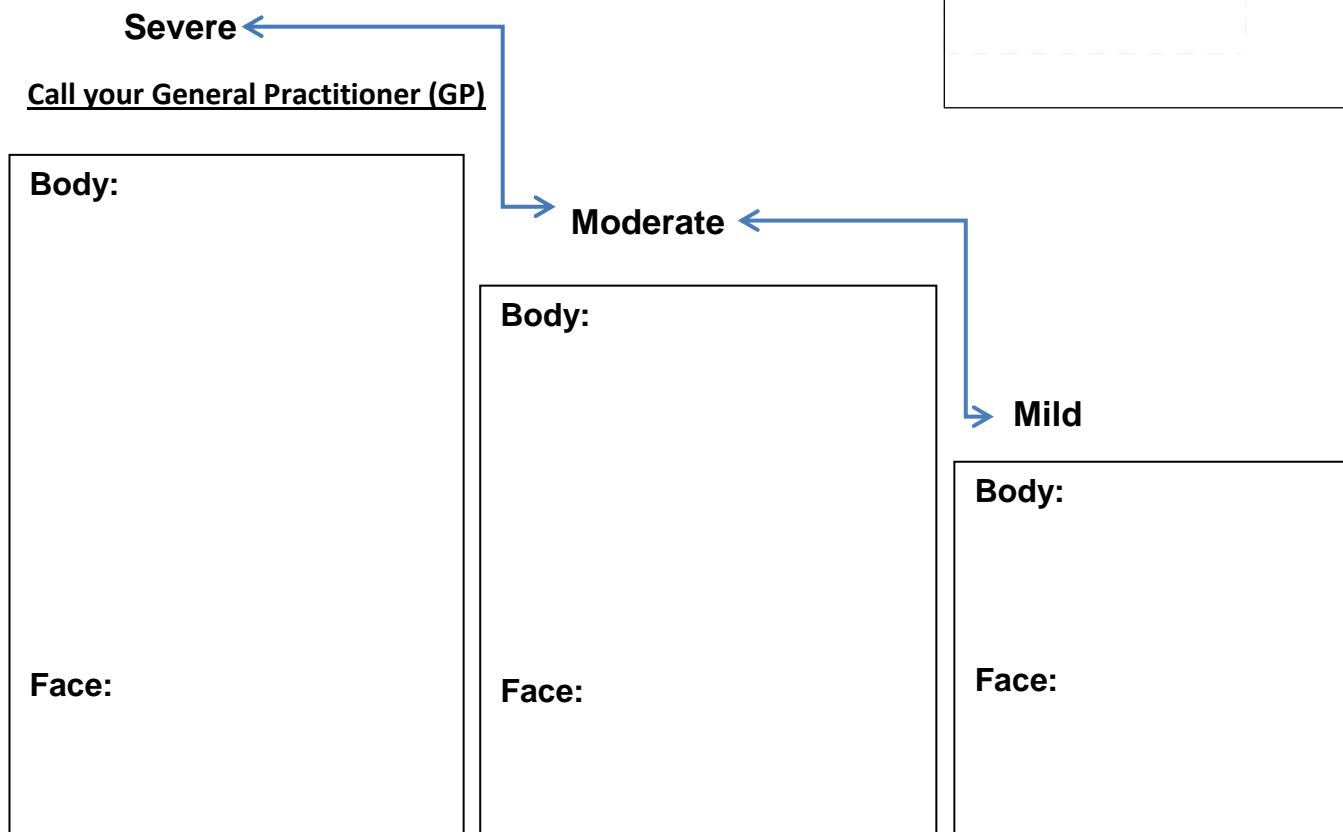 Severe
Call your General Practitioner (GP)
Body:
Face:
Moderate
Body:
Face:
Mild
Body:
Face: